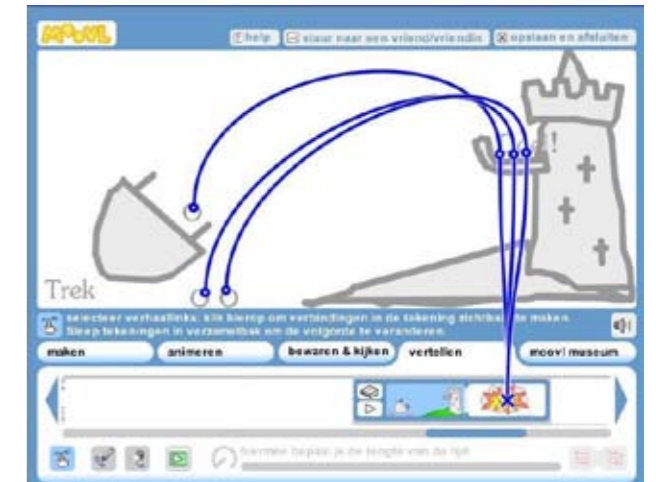 MOOVL
help stuur naar een vriend/vriendin opslaan en afsluiten
Trek
selecteer verhaallinks: klik hierop om verbindingen in de tekening zichtbaar te maken.
Sleep tekeningen in verzamelbak om de volgorde te veranderen.
maken animeren bewaren & kijken vertellen moovl museum
hiermee bepaal je de lengte van de tijd